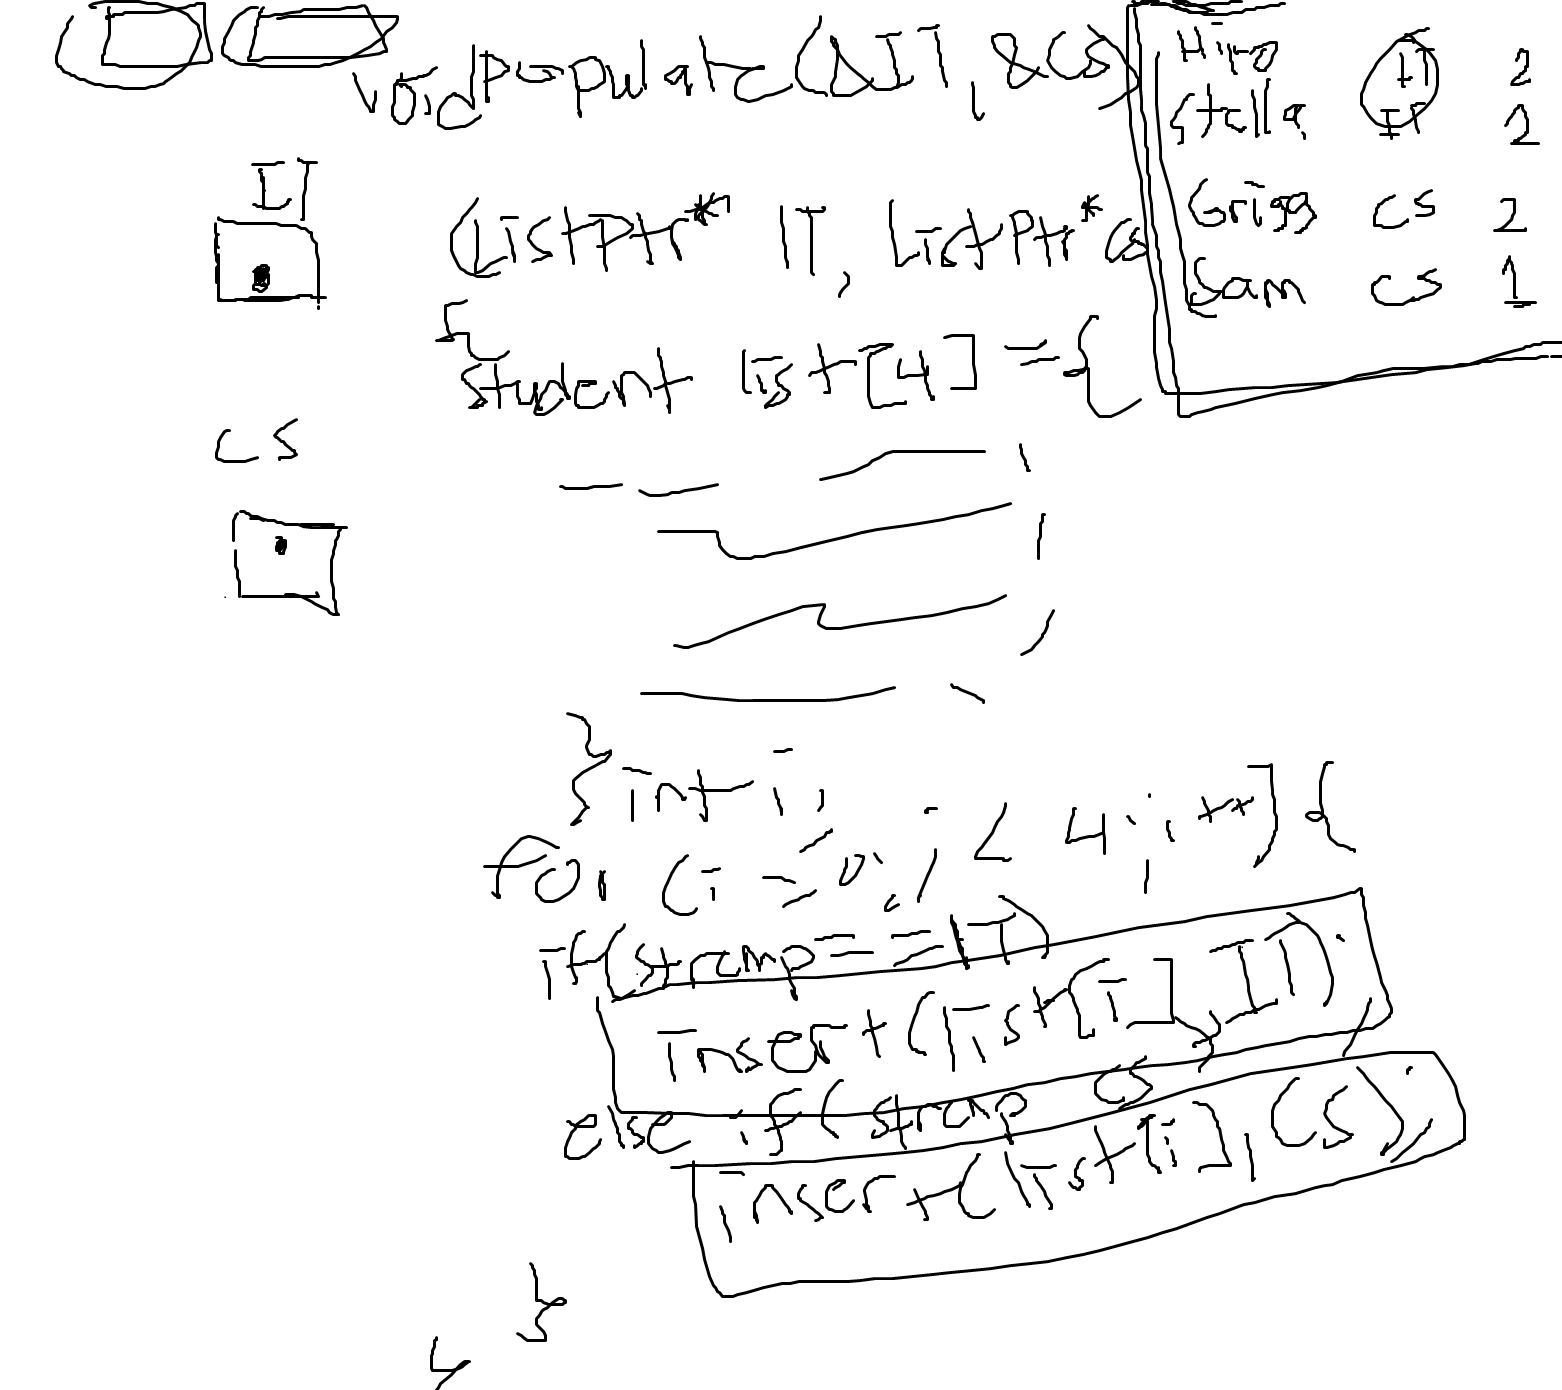 void populate(&IT, &CS)
Hiro IT 2
Stella IT 1
Grigg CS 2
Sam CS 1
IT
(ListPtr* IT, ListPtr* CS
{
student list[4] = {
CS
}
int i;
for (i = 0; i < 4; i++) {
if(strcmp == IT)
insert(list[i], IT);
else if(strcmp CS)
insert(list[i], CS);
}